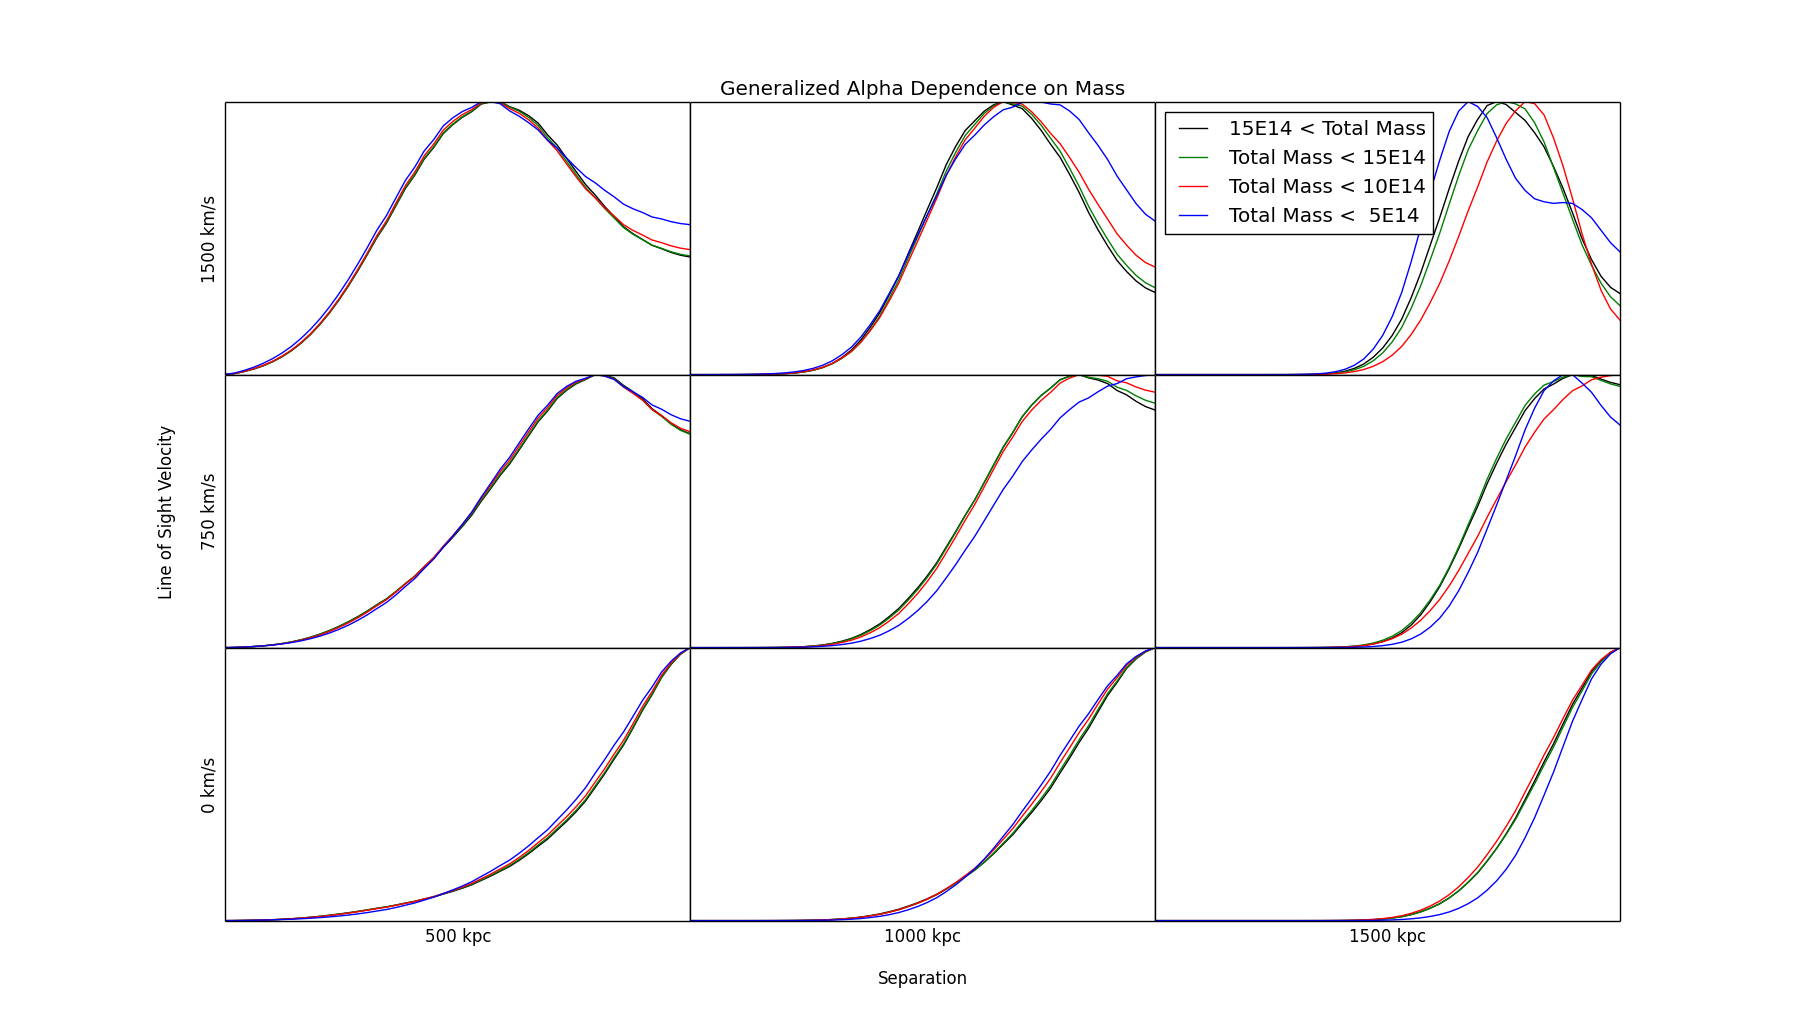 Generalized Alpha Dependence on Mass
15E14 < Total Mass
Total Mass < 15E14
Total Mass < 10E14
Total Mass <  5E14
1500 km/s
750 km/s
0 km/s
Line of Sight Velocity
500 kpc
1000 kpc
1500 kpc
Separation